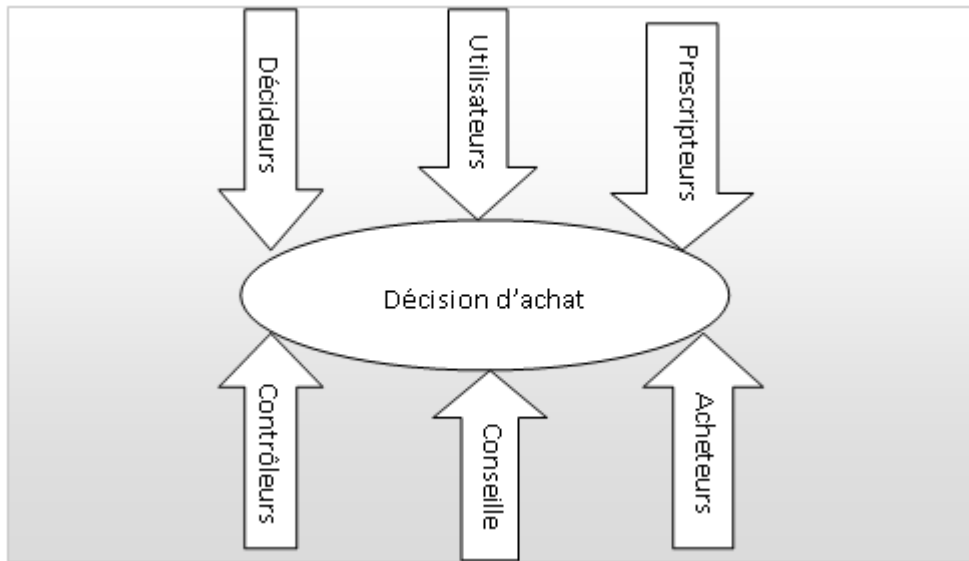 Décideurs
Utilisateurs
Prescripteurs
Décision d'achat
Contrôleurs
Conseille
Acheteurs